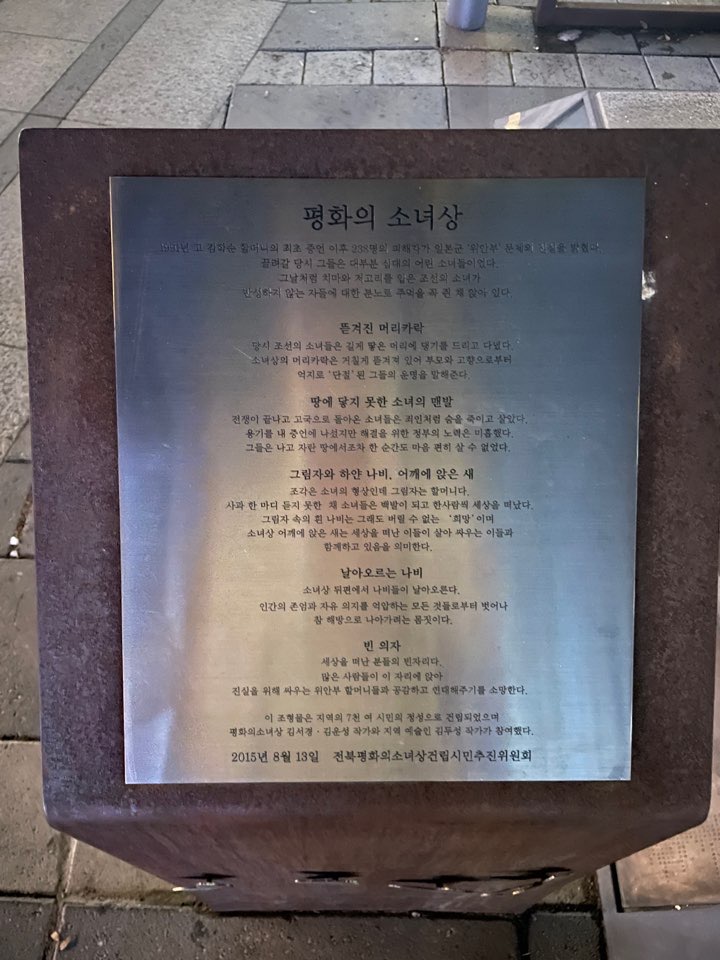 평화의 소녀상
1991년 고 김학순 할머니의 최초 증언 이후 238명의 피해자가 일본군 '위안부' 문제의 진실을 밝혔다.
끌려갈 당시 그들은 대부분 십대의 어린 소녀들이었다.
그날처럼 치마와 저고리를 입은 조선의 소녀가
반성하지 않는 자들에 대한 분노로 주먹을 꼭 쥔 채 앉아 있다.
뜯겨진 머리카락
당시 조선의 소녀들은 길게 땋은 머리에 댕기를 드리고 다녔다.
소녀상의 머리카락은 거칠게 뜯겨져 있어 부모와 고향으로부터
억지로 '단절'된 그들의 운명을 말해준다.
땅에 닿지 못한 소녀의 맨발
전쟁이 끝나고 고국으로 돌아온 소녀들은 죄인처럼 숨을 죽이고 살았다.
용기를 내 증언에 나섰지만 해결을 위한 정부의 노력은 미흡했다.
그들은 나고 자란 땅에서조차 한 순간도 마음 편히 살 수 없었다.
그림자와 하얀 나비, 어깨에 앉은 새
조각은 소녀의 형상인데 그림자는 할머니다.
사과 한 마디 듣지 못한 채 소녀들은 백발이 되고 한사람씩 세상을 떠났다.
그림자 속의 흰 나비는 그래도 버릴 수 없는 '희망'이며
소녀상 어깨에 앉은 새는 세상을 떠난 이들이 살아 싸우는 이들과
함께하고 있음을 의미한다.
날아오르는 나비
소녀상 뒤편에서 나비들이 날아오른다.
인간의 존엄과 자유 의지를 억압하는 모든 것들로부터 벗어나
참 해방으로 나아가려는 몸짓이다.
빈 의자
세상을 떠난 분들의 빈자리다.
많은 사람들이 이 자리에 앉아
진실을 위해 싸우는 위안부 할머니들과 공감하고 연대해주기를 소망한다.
이 조형물은 지역의 7천 여 시민의 정성으로 건립되었으며
평화의소녀상 김서경·김운성 작가와 지역 예술인 김두성 작가가 참여했다.
2015년 8월 13일 전북평화의소녀상건립시민추진위원회